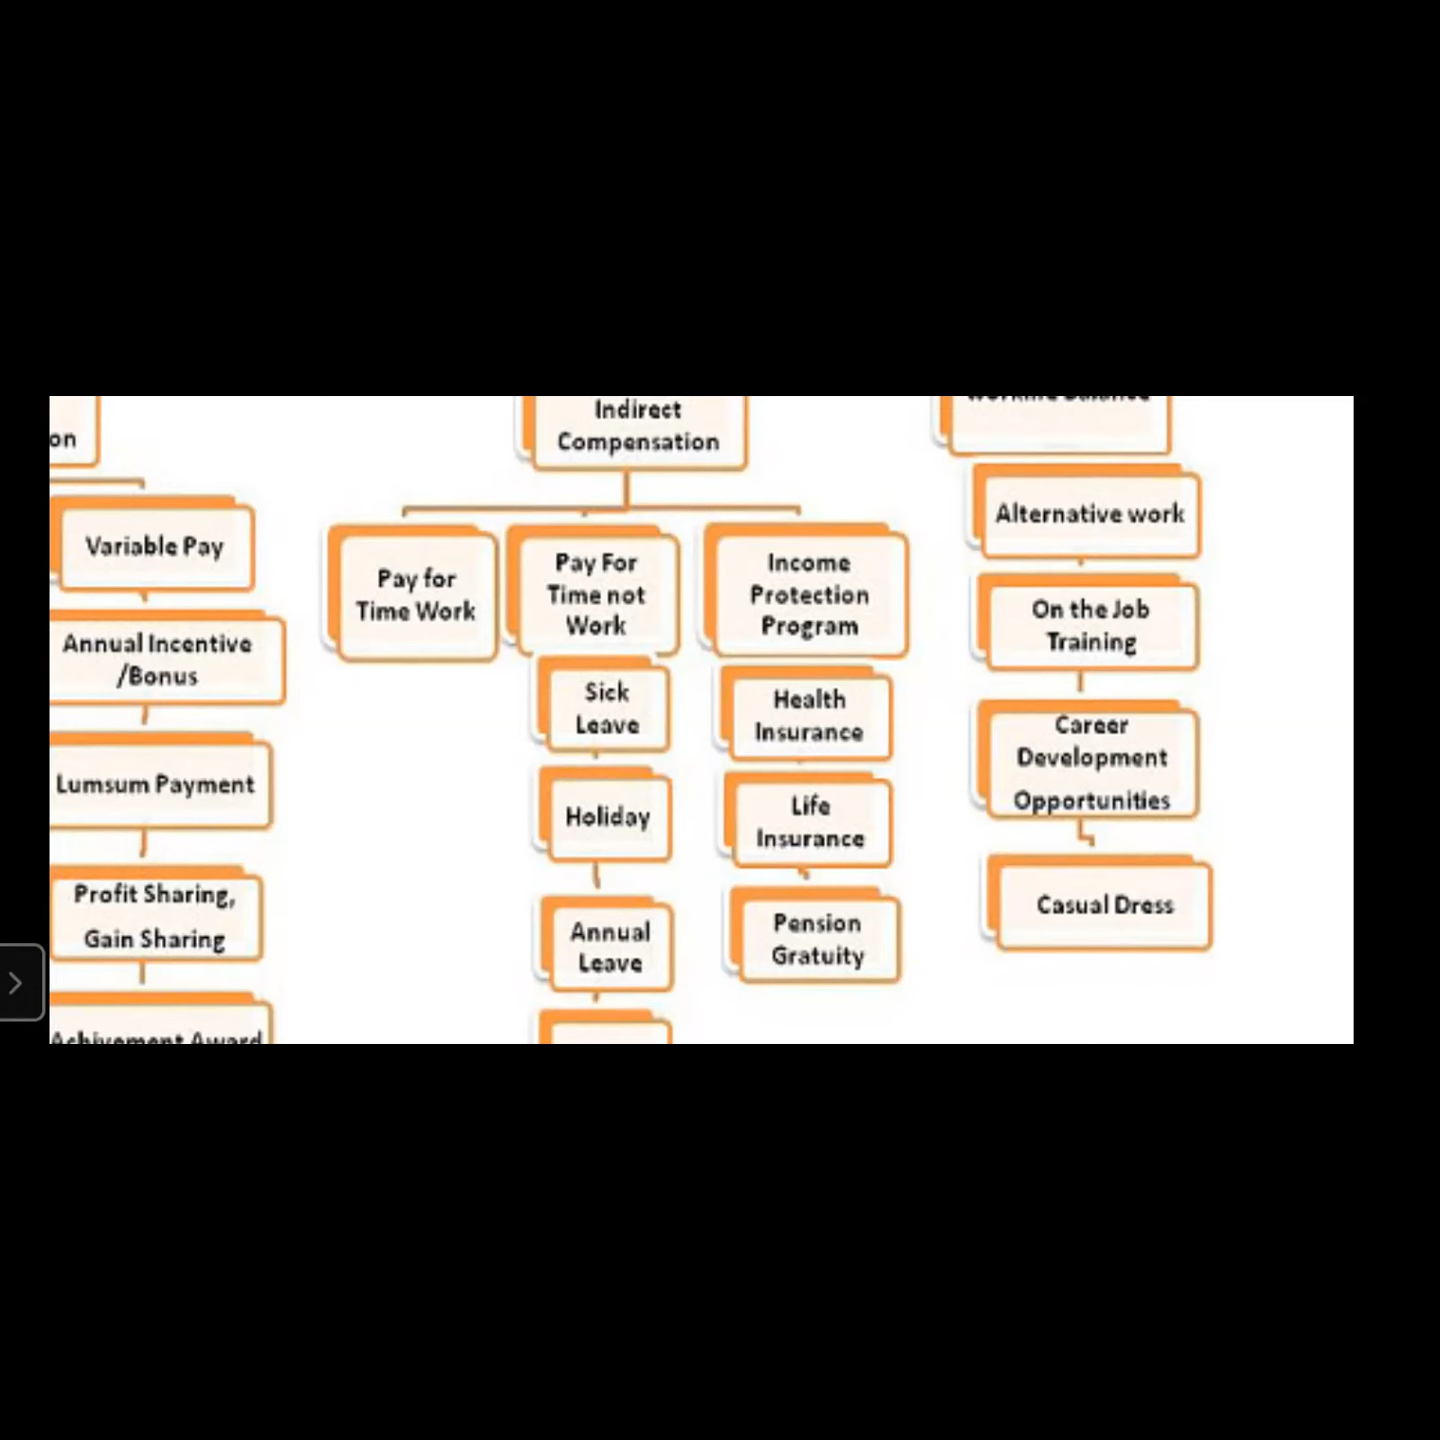 on
Variable Pay
Annual Incentive
/Bonus
Lumsum Payment
Profit Sharing,
Gain Sharing
Achivement Award
Indirect
Compensation
Pay for
Time Work
Pay For
Time not
Work
Sick
Leave
Holiday
Annual
Leave
Income
Protection
Program
Health
Insurance
Life
Insurance
Pension
Gratuity
Alternative work
On the Job
Training
Career
Development
Opportunities
Casual Dress